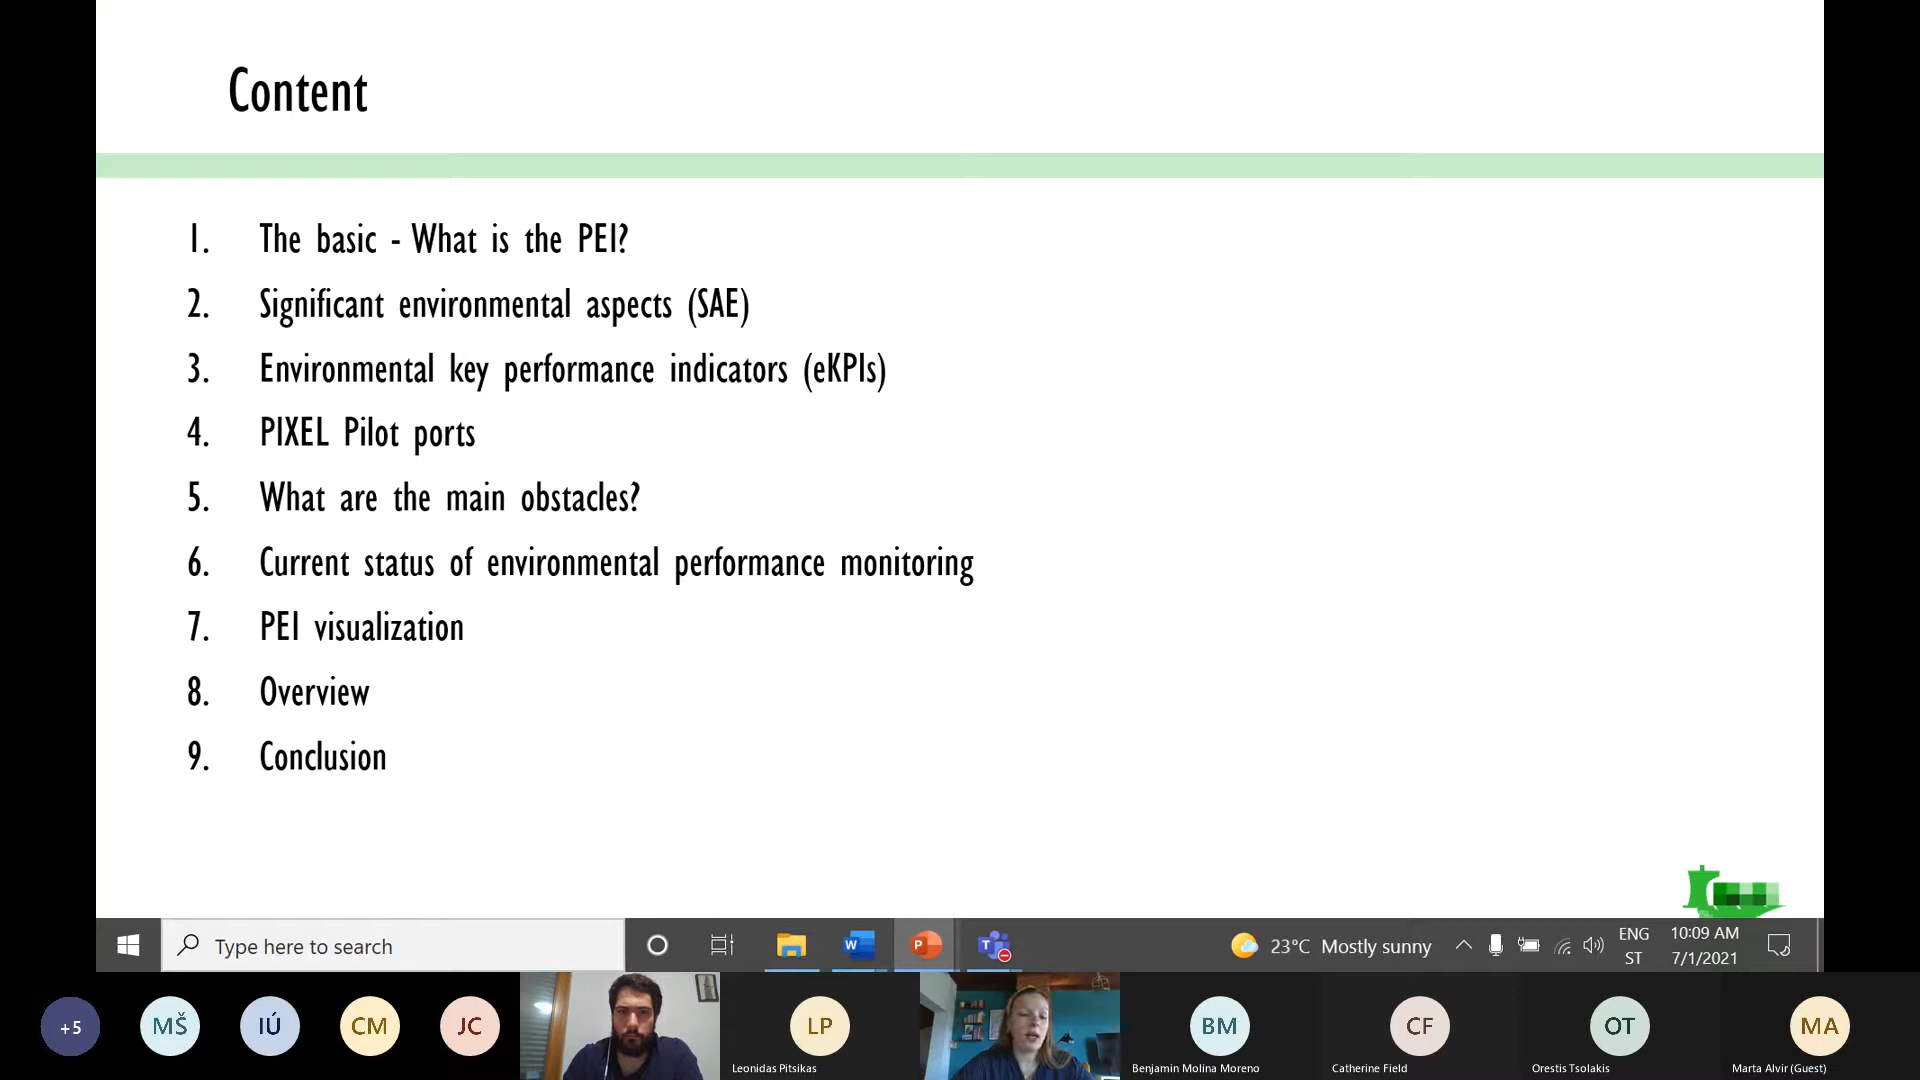 Content
1. The basic - What is the PEI?
2. Significant environmental aspects (SAE)
3. Environmental key performance indicators (eKPIs)
4. PIXEL Pilot ports
5. What are the main obstacles?
6. Current status of environmental performance monitoring
7. PEI visualization
8. Overview
9. Conclusion
Type here to search
W
P
T
23°C Mostly sunny
ENG
ST
10:09 AM
7/1/2021
+5
MŠ
IÚ
CM
JC
LP
BM
CF
OT
MA
Leonidas Pitsikas
Benjamin Molina Moreno
Catherine Field
Orestis Tsolakis
Marta Alvir (Guest)